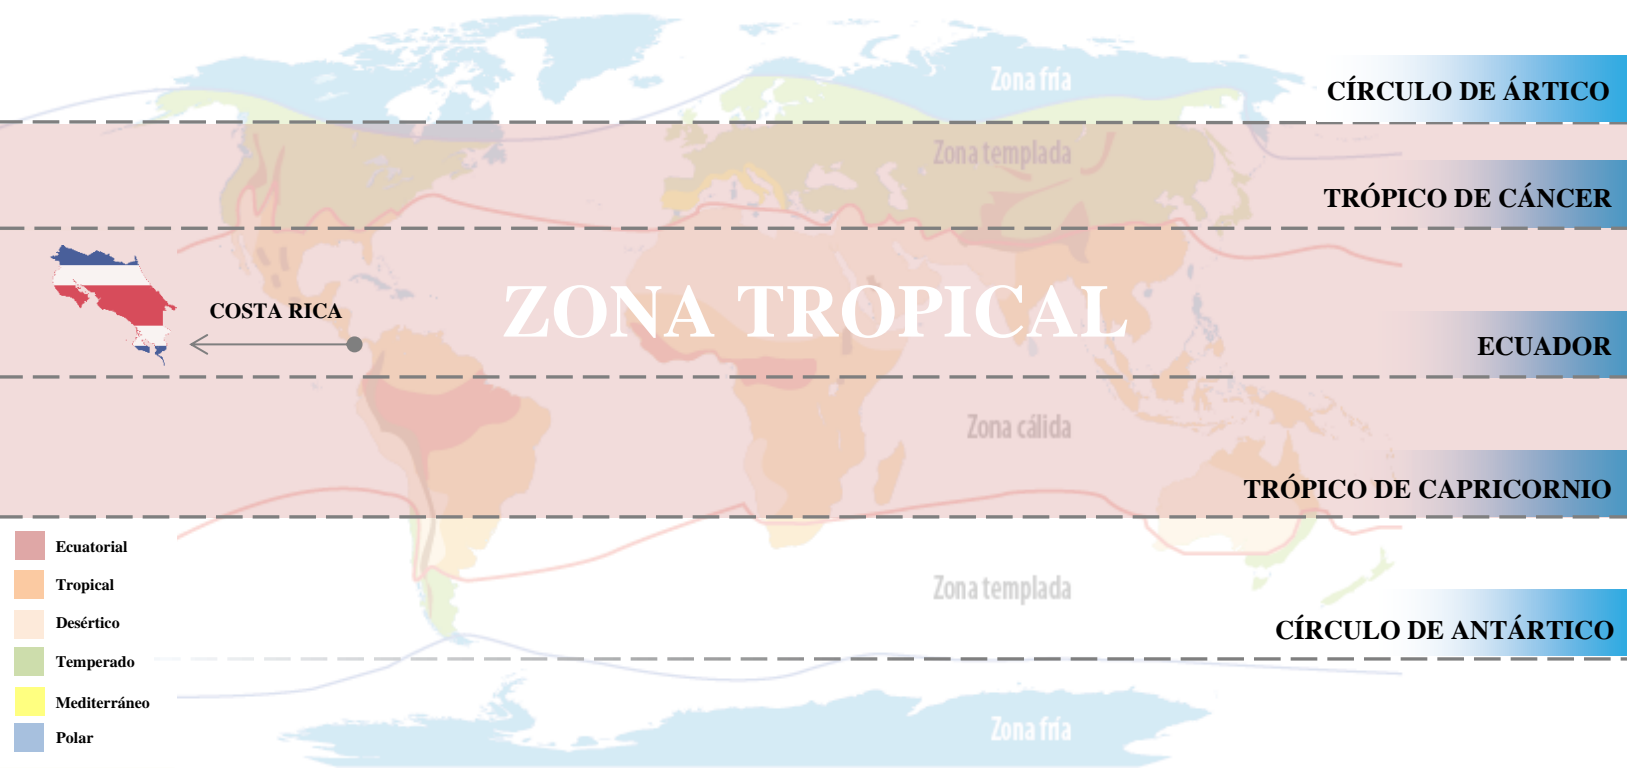 Zona fría
CÍRCULO DE ÁRTICO
Zona templada
TRÓPICO DE CÁNCER
COSTA RICA
ZONA TROPICAL
ECUADOR
Zona cálida
TRÓPICO DE CAPRICORNIO
Ecuatorial
Tropical
Desértico
Temperado
Mediterráneo
Polar
Zona templada
CÍRCULO DE ANTÁRTICO
Zona fría